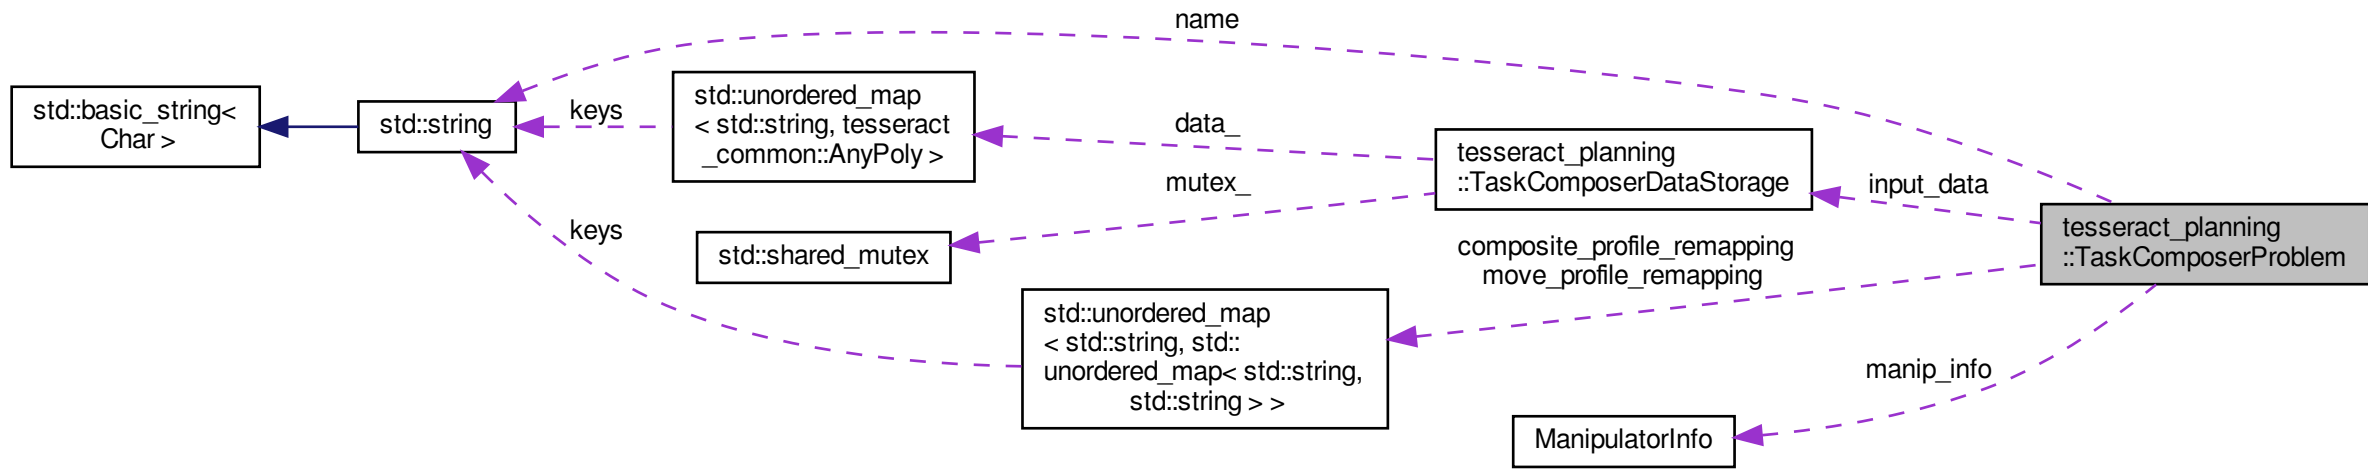 name
std::basic_string<
Char >
std::string
keys
std::unordered_map
< std::string, tesseract
_common::AnyPoly >
data_
mutex_
tesseract_planning
::TaskComposerDataStorage
input_data
tesseract_planning
::TaskComposerProblem
keys
std::shared_mutex
composite_profile_remapping
move_profile_remapping
std::unordered_map
< std::string, std::
unordered_map< std::string,
std::string > >
manip_info
ManipulatorInfo